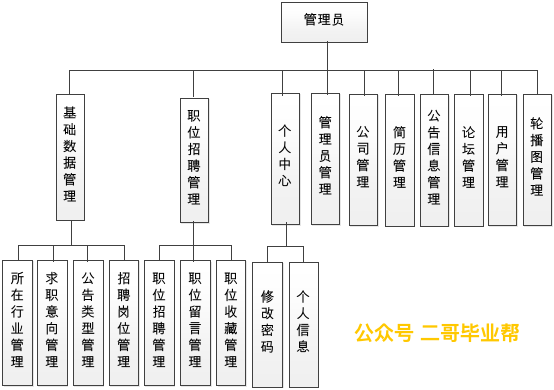 管理员
基础数据管理
职位招聘管理
个人中心
管理员管理
公司管理
简历管理
公告信息管理
论坛管理
用户管理
轮播图管理
所在行业管理
求职意向管理
公告类型管理
招聘岗位管理
职位招聘管理
职位留言管理
职位收藏管理
修改密码
个人信息
公众号 二哥毕业帮